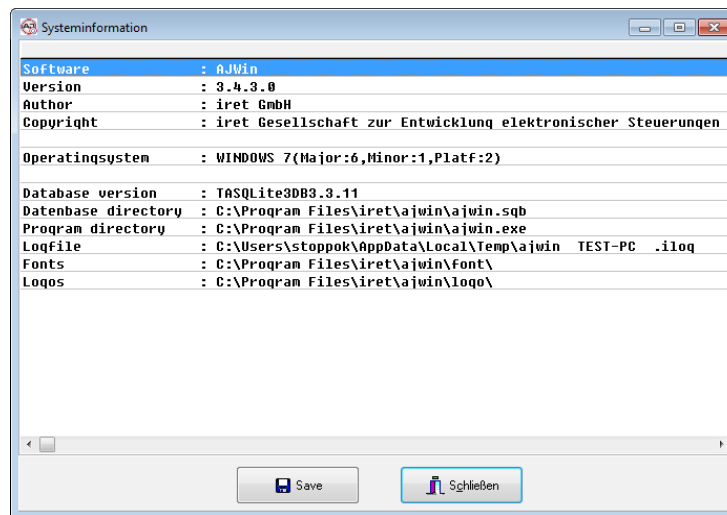 Systeminformation
Software : AJWin
Version : 3.4.3.0
Author : iret GmbH
Copyright : iret Gesellschaft zur Entwicklung elektronischer Steuerungen
Operatingsystem : WINDOWS 7(Major:6,Minor:1,Platf:2)
Database version : TASQLite3DB3.3.11
Datenbase directory : C:\Program Files\iret\ajwin\ajwin.sqb
Program directory : C:\Program Files\iret\ajwin\ajwin.exe
Logfile : C:\Users\stoppok\AppData\Local\Temp\ajwin TEST-PC .ilog
Fonts : C:\Program Files\iret\ajwin\font\
Logos : C:\Program Files\iret\ajwin\logo\
Save
Schließen